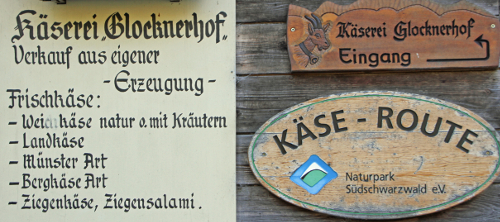 Käserei „Glocknerhof"
Verkauf aus eigener
- Erzeugung -
Frischkäse:
- Weichkäse natur o. mit Kräutern
- Landkäse
- Münster Art
- Bergkäse Art
- Ziegenkäse, Ziegensalami.
Käserei Glocknerhof
Eingang
KÄSE - ROUTE
Naturpark
Südschwarzwald e.V.